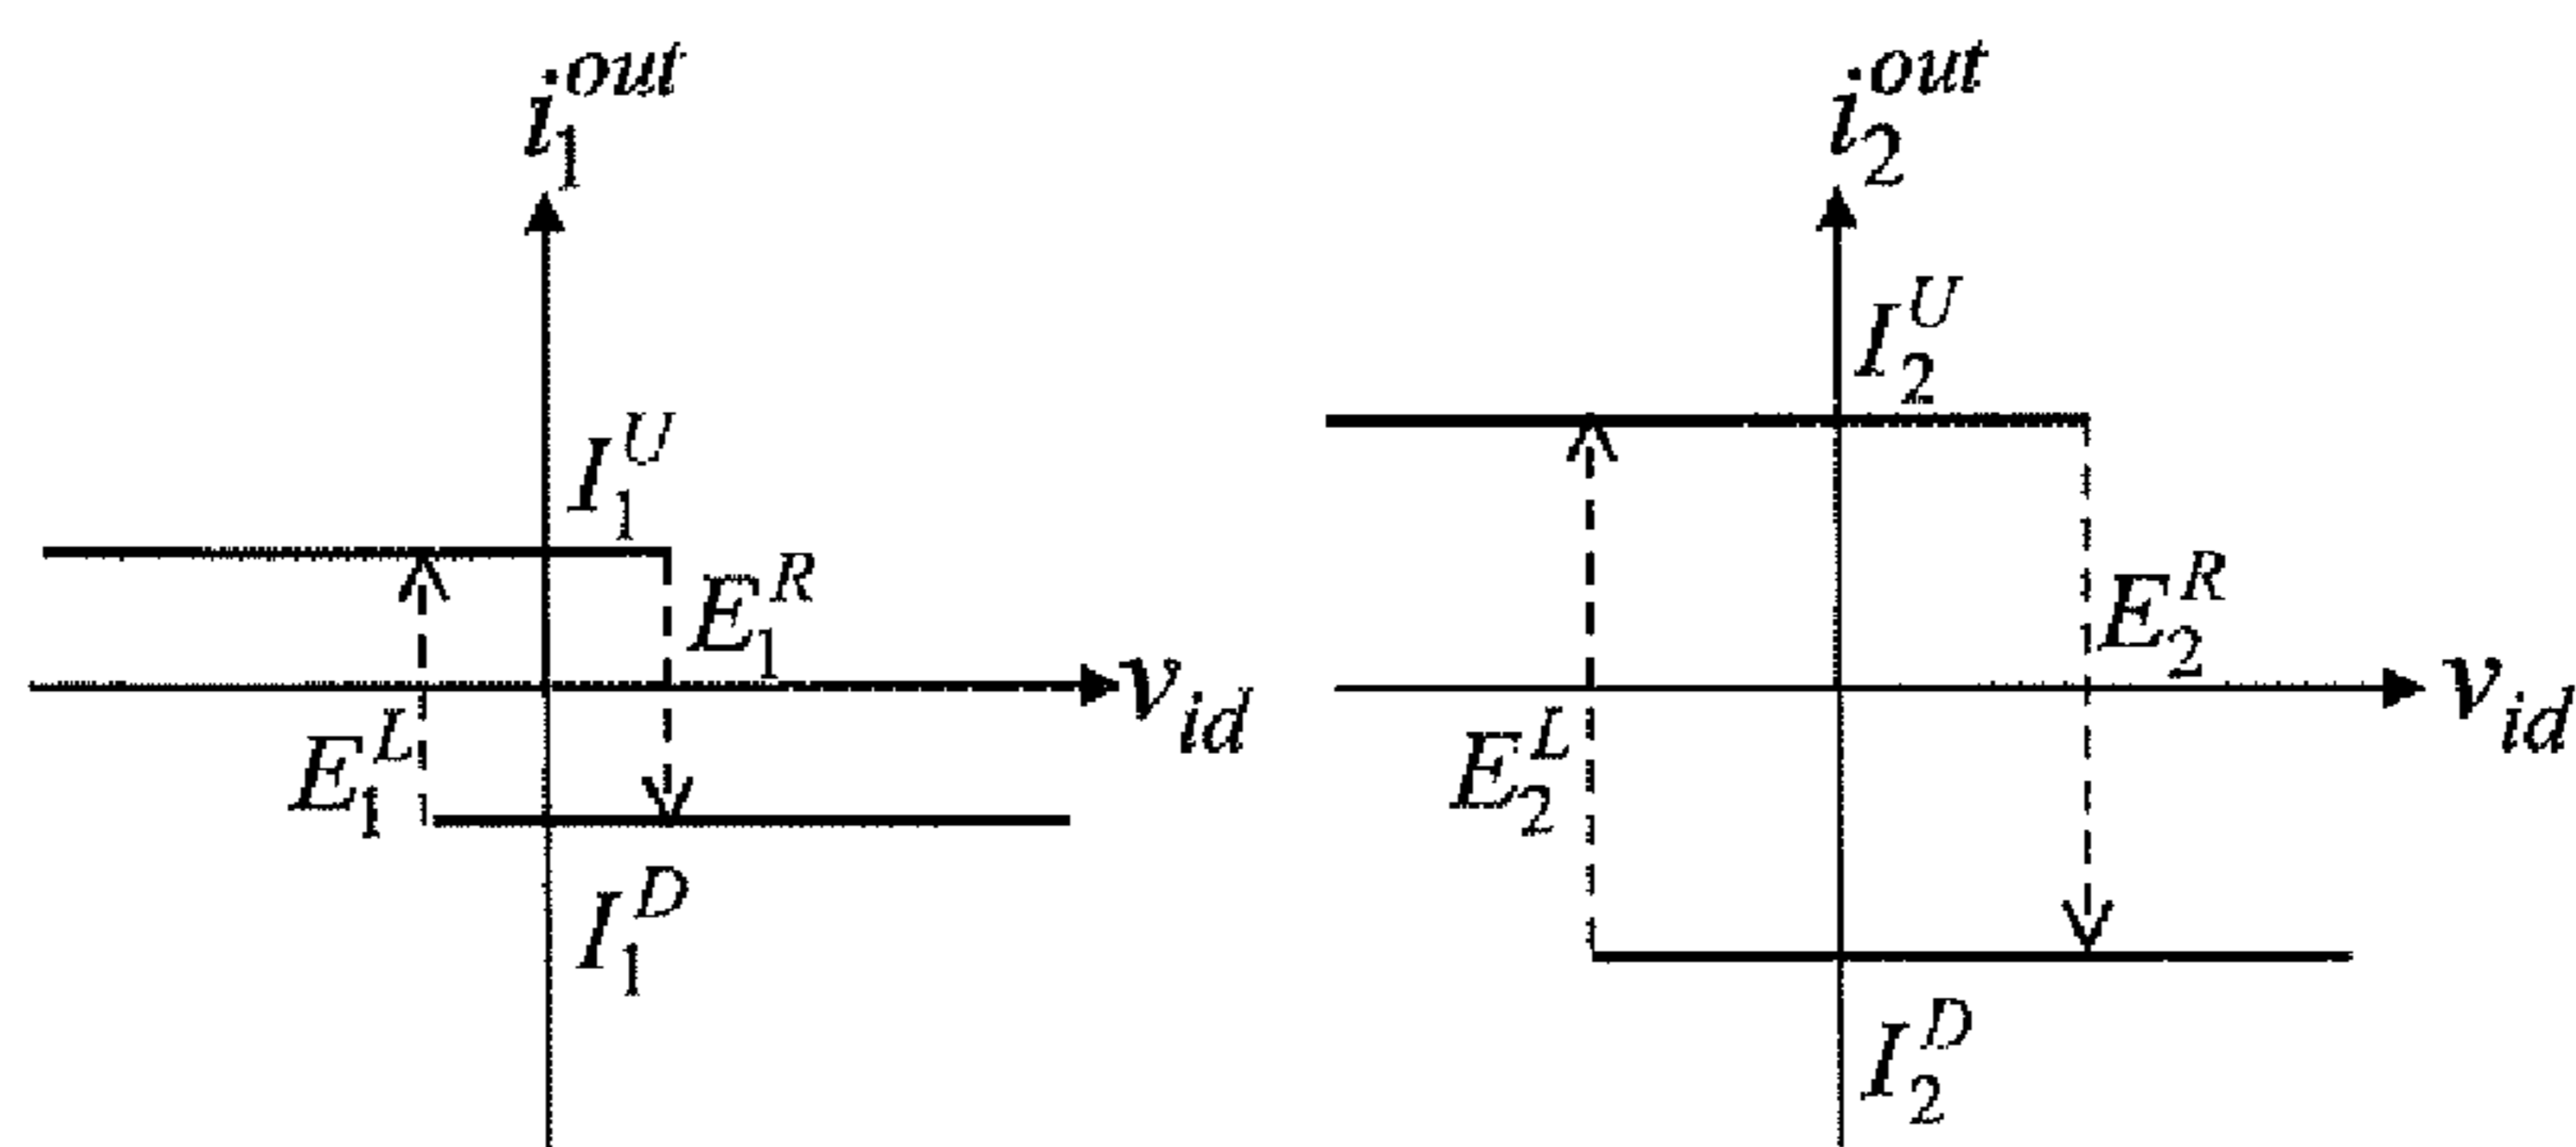 i_1^{out}
I_1^U
E_1^R
v_{id}
E_1^L
I_1^D
i_2^{out}
I_2^U
E_2^R
v_{id}
E_2^L
I_2^D